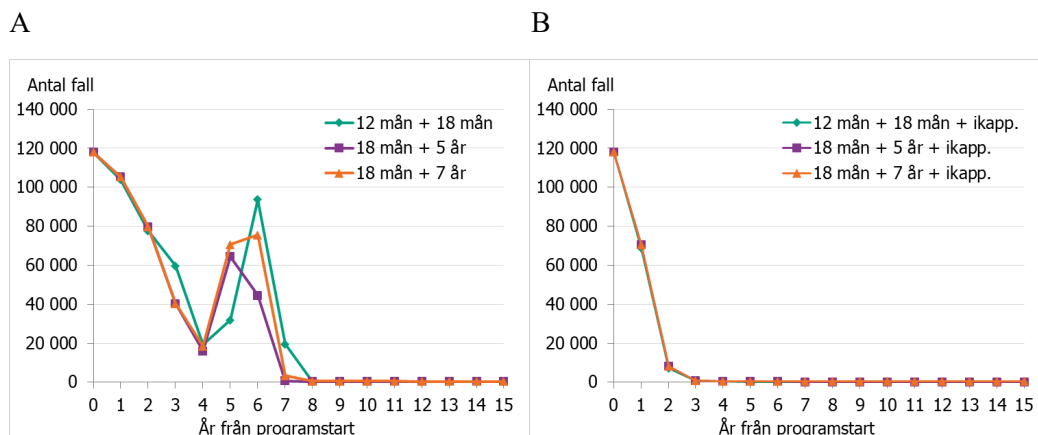 A
Antal fall
140 000
120 000
100 000
80 000
60 000
40 000
20 000
0
12 mån + 18 mån
18 mån + 5 år
18 mån + 7 år
0 1 2 3 4 5 6 7 8 9 10 11 12 13 14 15
År från programstart
B
Antal fall
140 000
120 000
100 000
80 000
60 000
40 000
20 000
0
12 mån + 18 mån + ikapp.
18 mån + 5 år + ikapp.
18 mån + 7 år + ikapp.
0 1 2 3 4 5 6 7 8 9 10 11 12 13 14 15
År från programstart